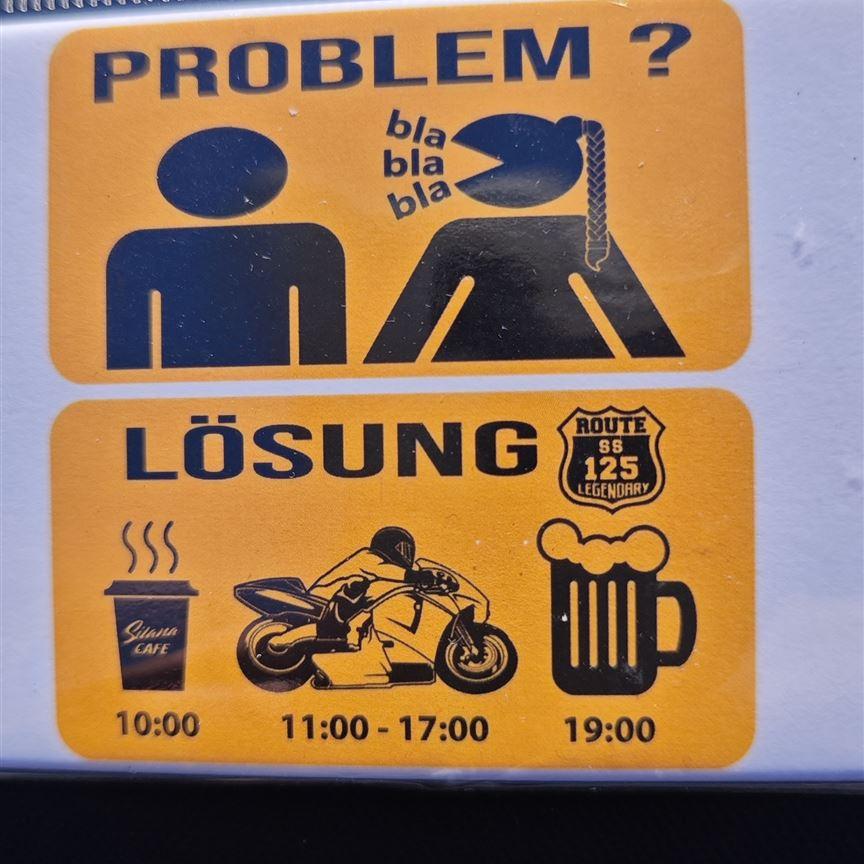 PROBLEM ?
bla
bla
bla
LÖSUNG
ROUTE
SS
125
LEGENDARY
Silana
CAFE
10:00
11:00 - 17:00
19:00